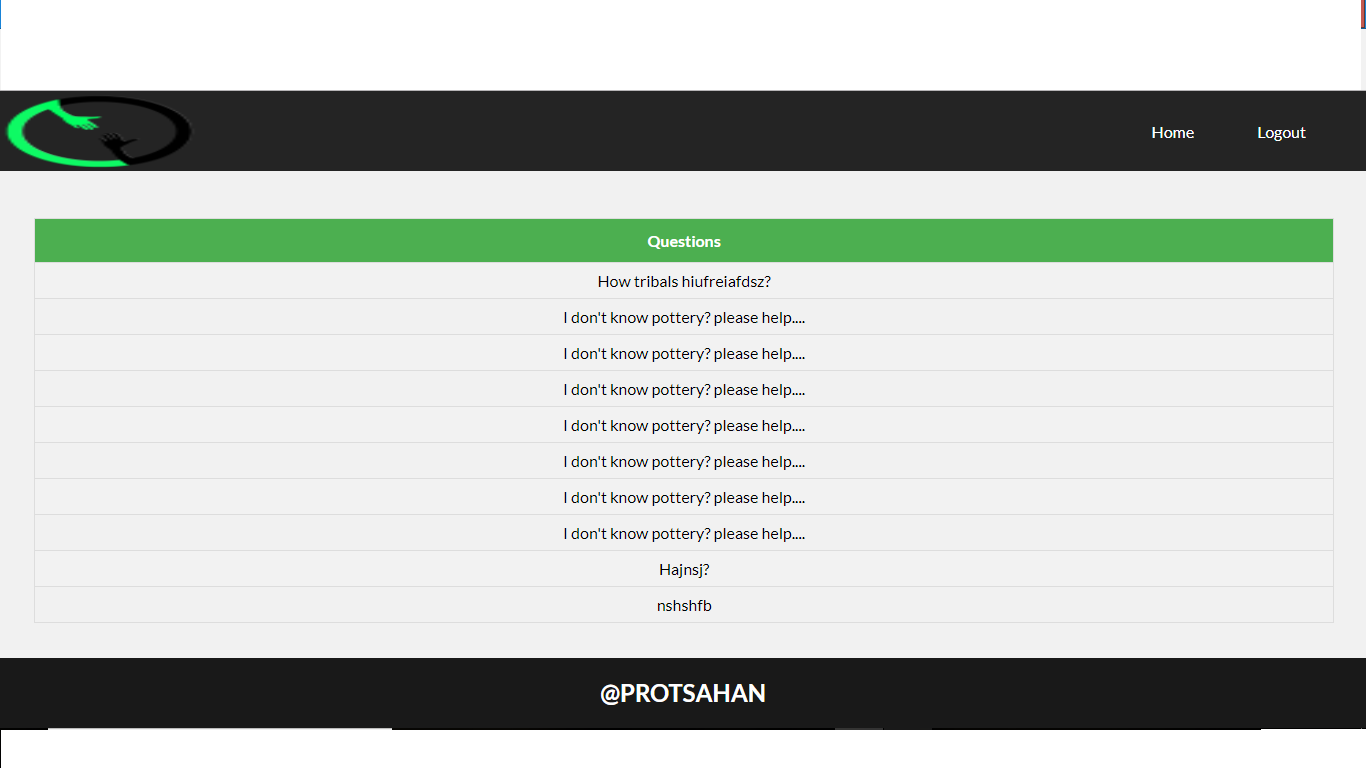 Home Logout
Questions
How tribals hiufreiafdsz?
I don't know pottery? please help....
I don't know pottery? please help....
I don't know pottery? please help....
I don't know pottery? please help....
I don't know pottery? please help....
I don't know pottery? please help....
I don't know pottery? please help....
Hajnsj?
nshshfb
@PROTSAHAN